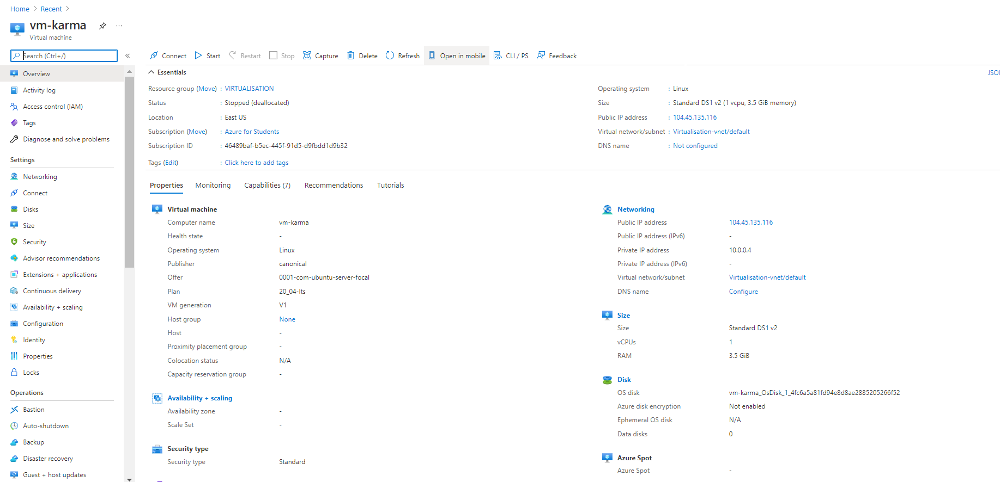 Home > Recent >
vm-karma ...
Virtual machine
Search (Ctrl+/) «
Overview
Activity log
Access control (IAM)
Tags
Diagnose and solve problems
Settings
Networking
Connect
Disks
Size
Security
Advisor recommendations
Extensions + applications
Continuous delivery
Availability + scaling
Configuration
Identity
Properties
Locks
Operations
Bastion
Auto-shutdown
Backup
Disaster recovery
Guest + host updates
Connect Start Restart Stop Capture Delete Refresh Open in mobile CLI / PS Feedback
Essentials JSO
Resource group (Move) : VIRTUALISATION
Status : Stopped (deallocated)
Location : East US
Subscription (Move) : Azure for Students
Subscription ID : 46489baf-b5ec-445f-91d5-d9fbdd1d9b32
Tags (Edit) : Click here to add tags
Operating system : Linux
Size : Standard DS1 v2 (1 vcpu, 3.5 GiB memory)
Public IP address : 104.45.135.116
Virtual network/subnet : Virtualisation-vnet/default
DNS name : Not configured
Properties Monitoring Capabilities (7) Recommendations Tutorials
Virtual machine
Computer name vm-karma
Health state -
Operating system Linux
Publisher canonical
Offer 0001-com-ubuntu-server-focal
Plan 20_04-lts
VM generation V1
Host group None
Host -
Proximity placement group -
Colocation status N/A
Capacity reservation group -
Availability + scaling
Availability zone -
Scale Set -
Security type
Security type Standard
Networking
Public IP address 104.45.135.116
Public IP address (IPv6) -
Private IP address 10.0.0.4
Private IP address (IPv6) -
Virtual network/subnet Virtualisation-vnet/default
DNS name Configure
Size
Size Standard DS1 v2
vCPUs 1
RAM 3.5 GiB
Disk
OS disk vm-karma_OsDisk_1_4fc6a5a81fd94e8d8ae2885205266f52
Azure disk encryption Not enabled
Ephemeral OS disk N/A
Data disks 0
Azure Spot
Azure Spot -